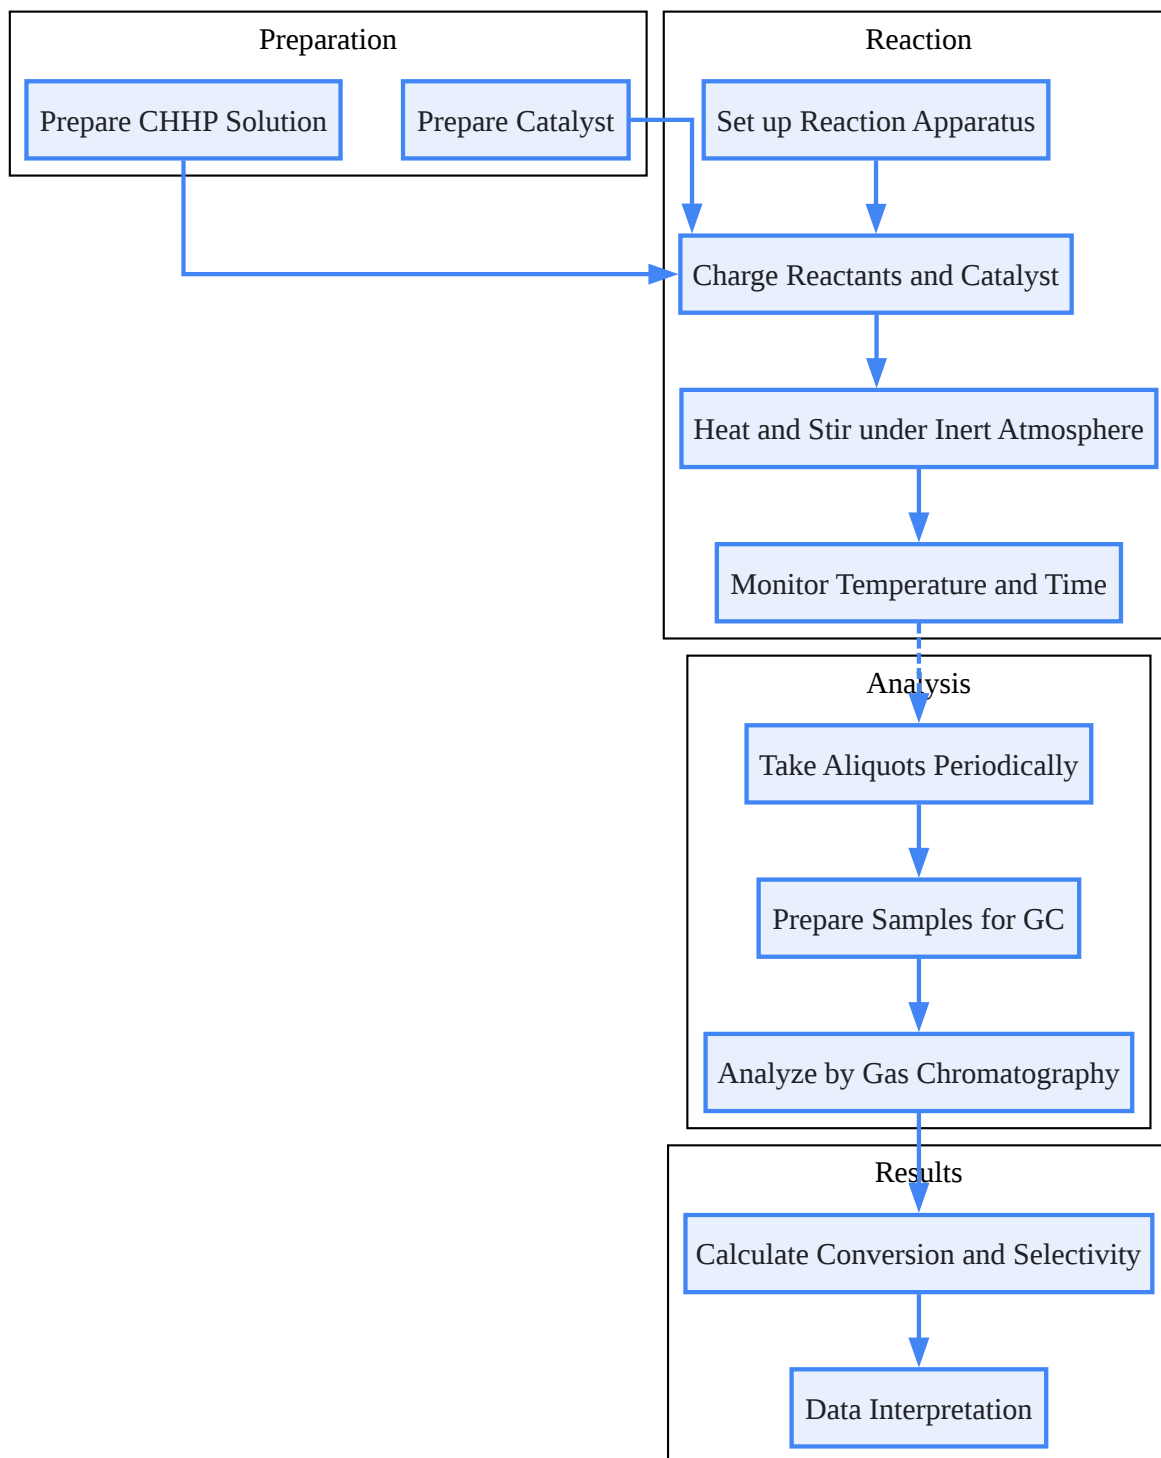 Preparation
Prepare CHHP Solution
Prepare Catalyst
Reaction
Set up Reaction Apparatus
Charge Reactants and Catalyst
Heat and Stir under Inert Atmosphere
Monitor Temperature and Time
Analysis
Take Aliquots Periodically
Prepare Samples for GC
Analyze by Gas Chromatography
Results
Calculate Conversion and Selectivity
Data Interpretation